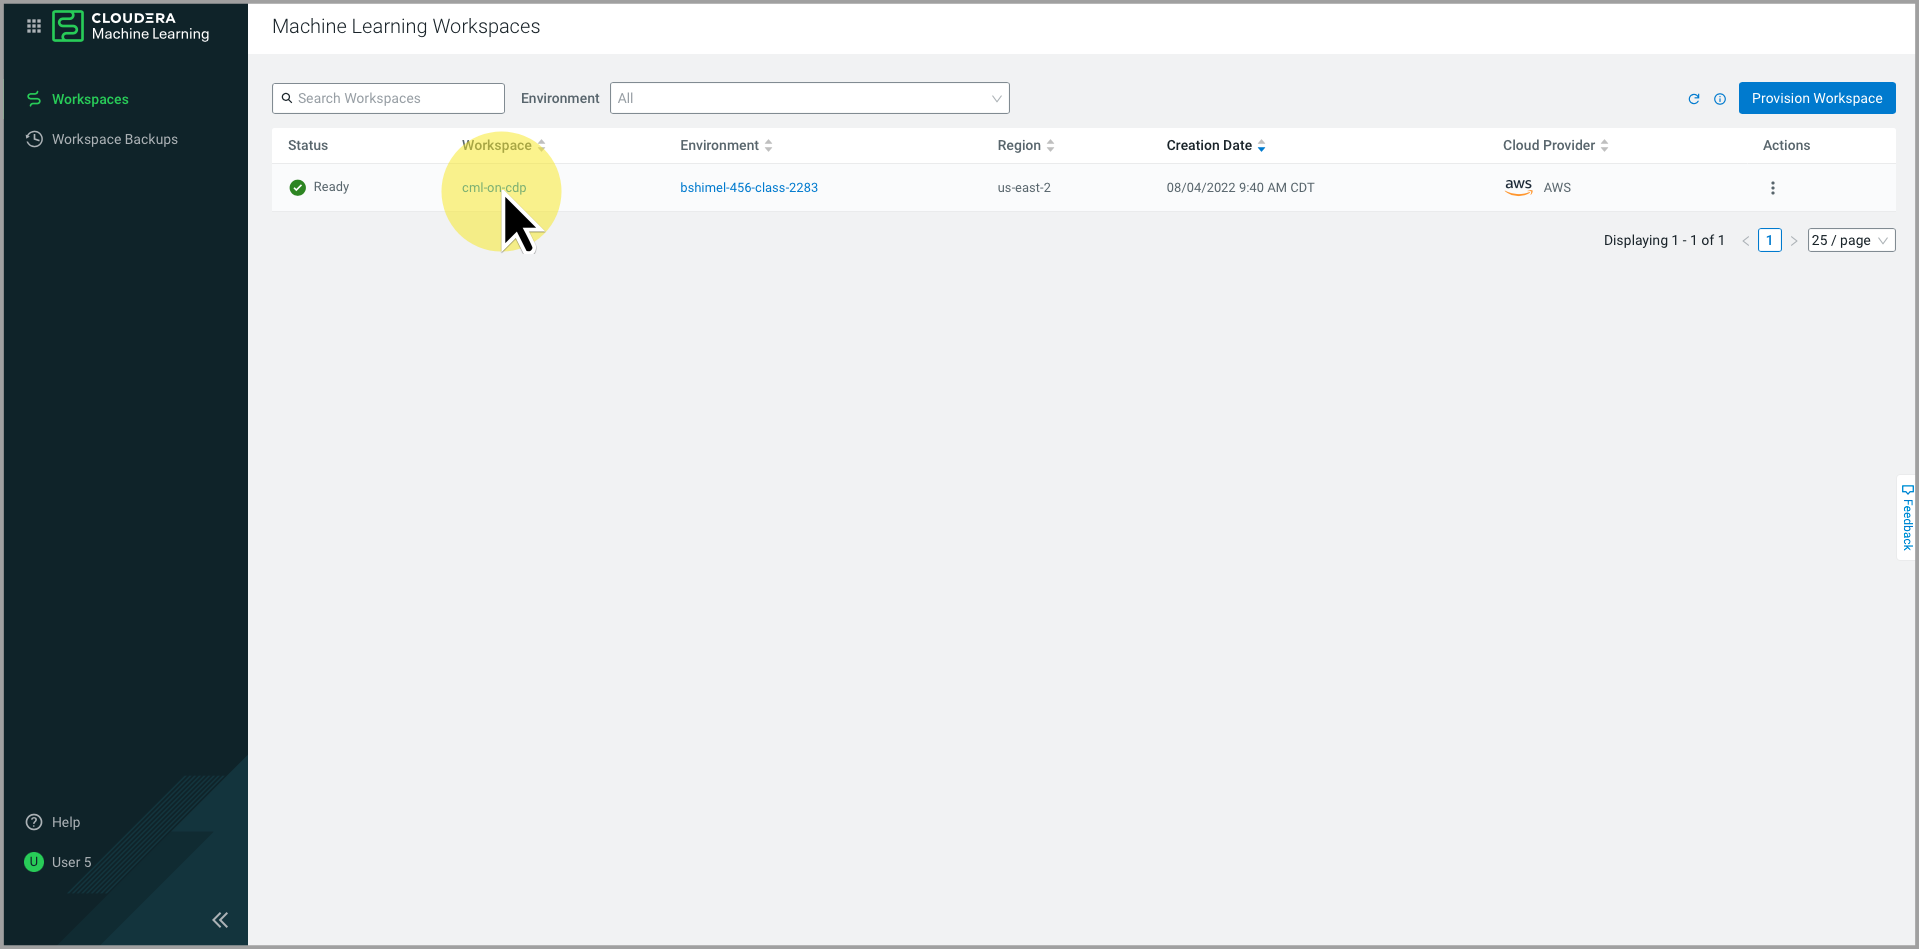 CLOUDERA
Machine Learning
Workspaces
Workspace Backups
Help
U User 5
Machine Learning Workspaces
Search Workspaces Environment All Provision Workspace
Status Workspace Environment Region Creation Date Cloud Provider Actions
Ready cml-on-cdp bshimel-456-class-2283 us-east-2 08/04/2022 9:40 AM CDT aws AWS
Displaying 1 - 1 of 1 < 1 > 25 / page
Feedback